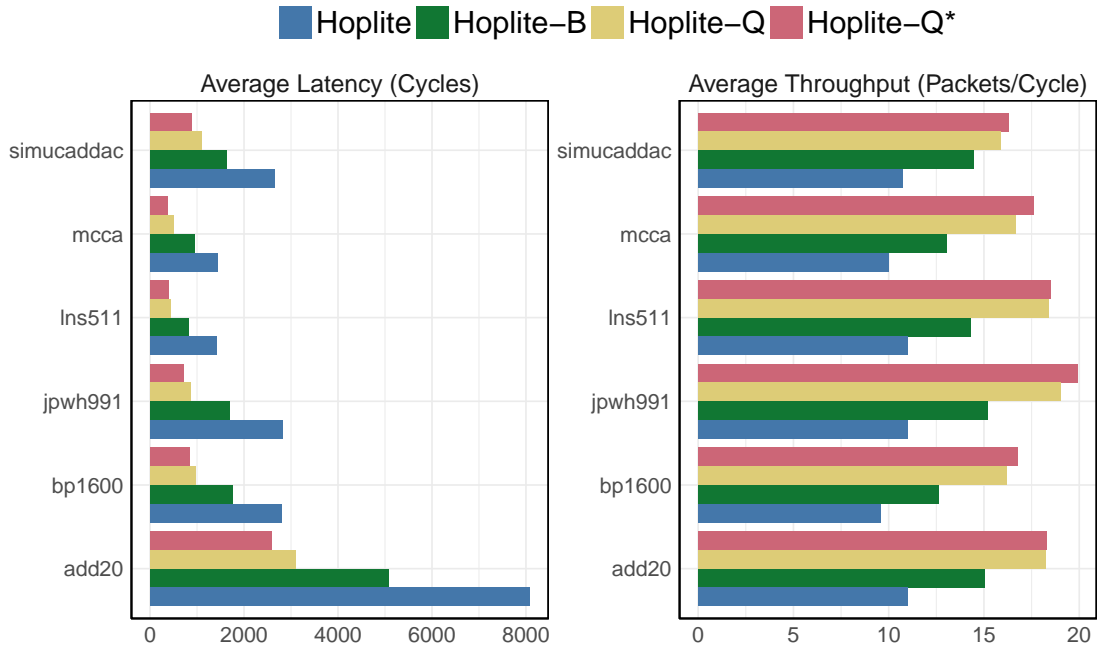 Hoplite Hoplite−B Hoplite−Q Hoplite−Q*
Average Latency (Cycles)
simucaddac
mcca
lns511
jpwh991
bp1600
add20
0 2000 4000 6000 8000
Average Throughput (Packets/Cycle)
simucaddac
mcca
lns511
jpwh991
bp1600
add20
0 5 10 15 20